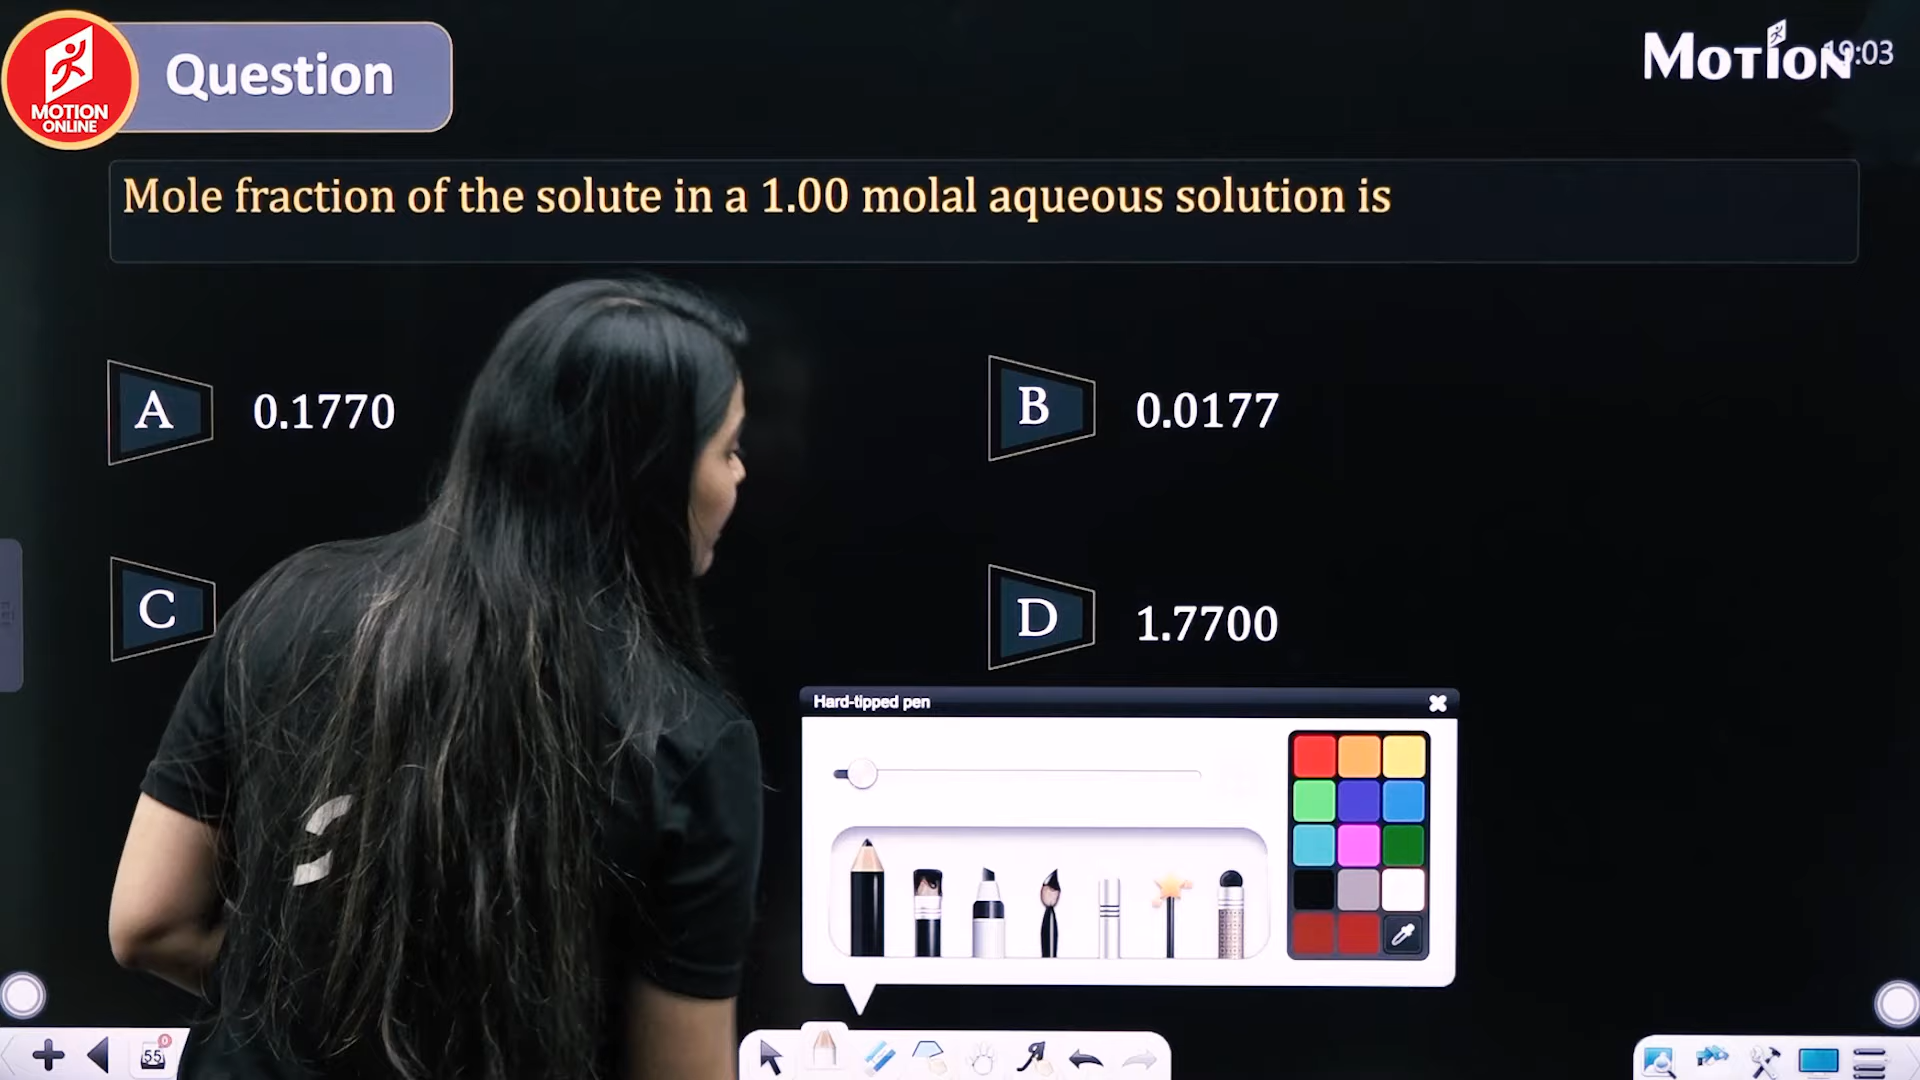 MOTION
ONLINE
Question
MOTION
19:03
Mole fraction of the solute in a 1.00 molal aqueous solution is
A 0.1770
B 0.0177
C
D 1.7700
Hard-tipped pen
55
0